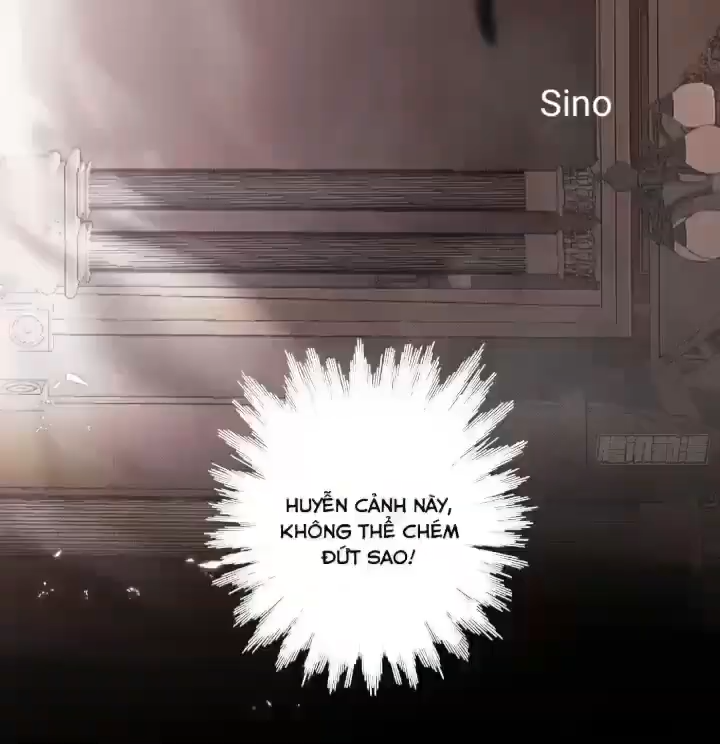 Sino
HUYỄN CẢNH NÀY,
KHÔNG THỂ CHÉM
ĐỨT SAO!